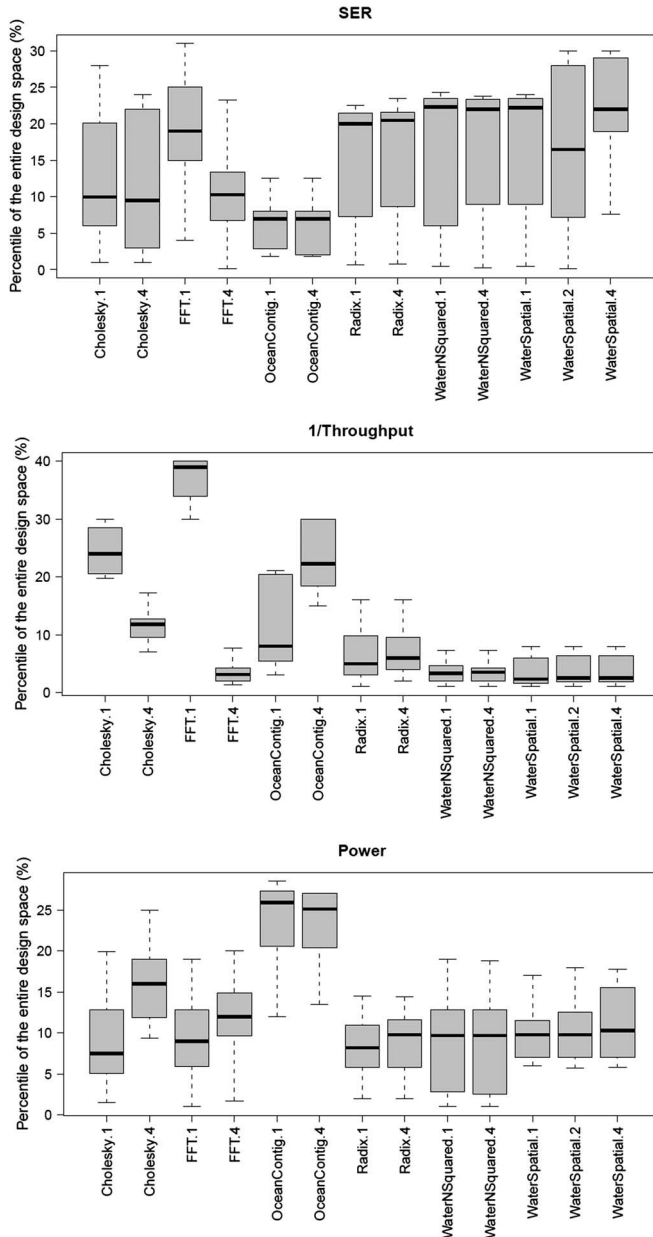 SER
Percentile of the entire design space (%)
30
25
20
15
10
5
0
Cholesky.1
Cholesky.4
FFT.1
FFT.4
OceanContig.1
OceanContig.4
Radix.1
Radix.4
WaterNSquared.1
WaterNSquared.4
WaterSpatial.1
WaterSpatial.2
WaterSpatial.4
1/Throughput
Percentile of the entire design space (%)
40
30
20
10
0
Cholesky.1
Cholesky.4
FFT.1
FFT.4
OceanContig.1
OceanContig.4
Radix.1
Radix.4
WaterNSquared.1
WaterNSquared.4
WaterSpatial.1
WaterSpatial.2
WaterSpatial.4
Power
Percentile of the entire design space (%)
25
20
15
10
5
0
Cholesky.1
Cholesky.4
FFT.1
FFT.4
OceanContig.1
OceanContig.4
Radix.1
Radix.4
WaterNSquared.1
WaterNSquared.4
WaterSpatial.1
WaterSpatial.2
WaterSpatial.4